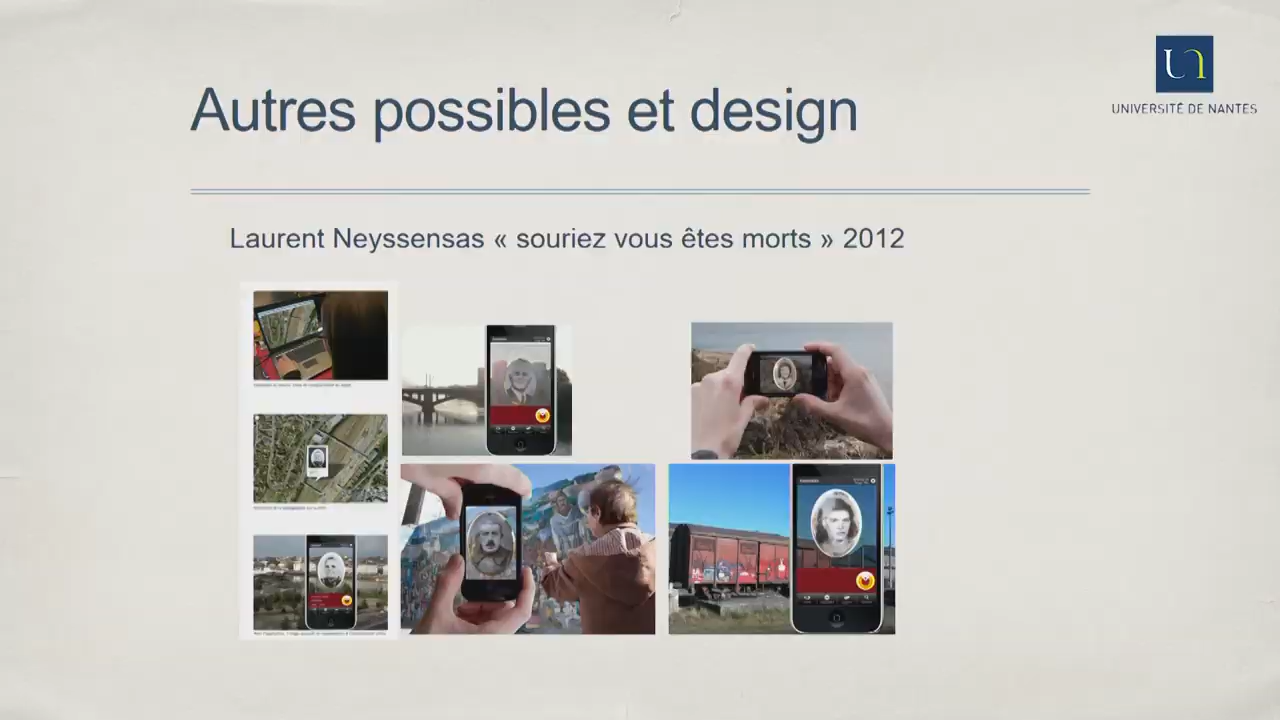 Autres possibles et design
UNIVERSITÉ DE NANTES
Laurent Neyssensas « souriez vous êtes morts » 2012